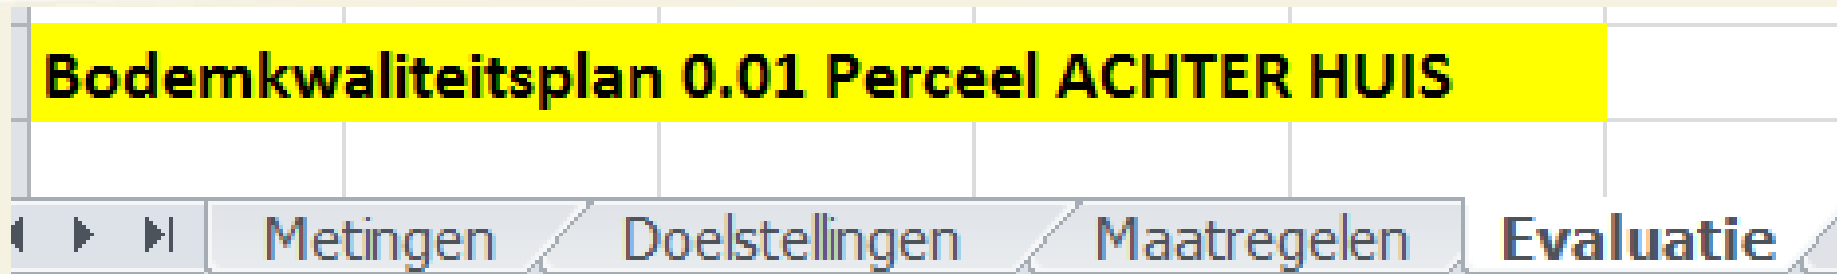 Bodemkwaliteitsplan 0.01 Perceel ACHTER HUIS
Metingen Doelstellingen Maatregelen Evaluatie